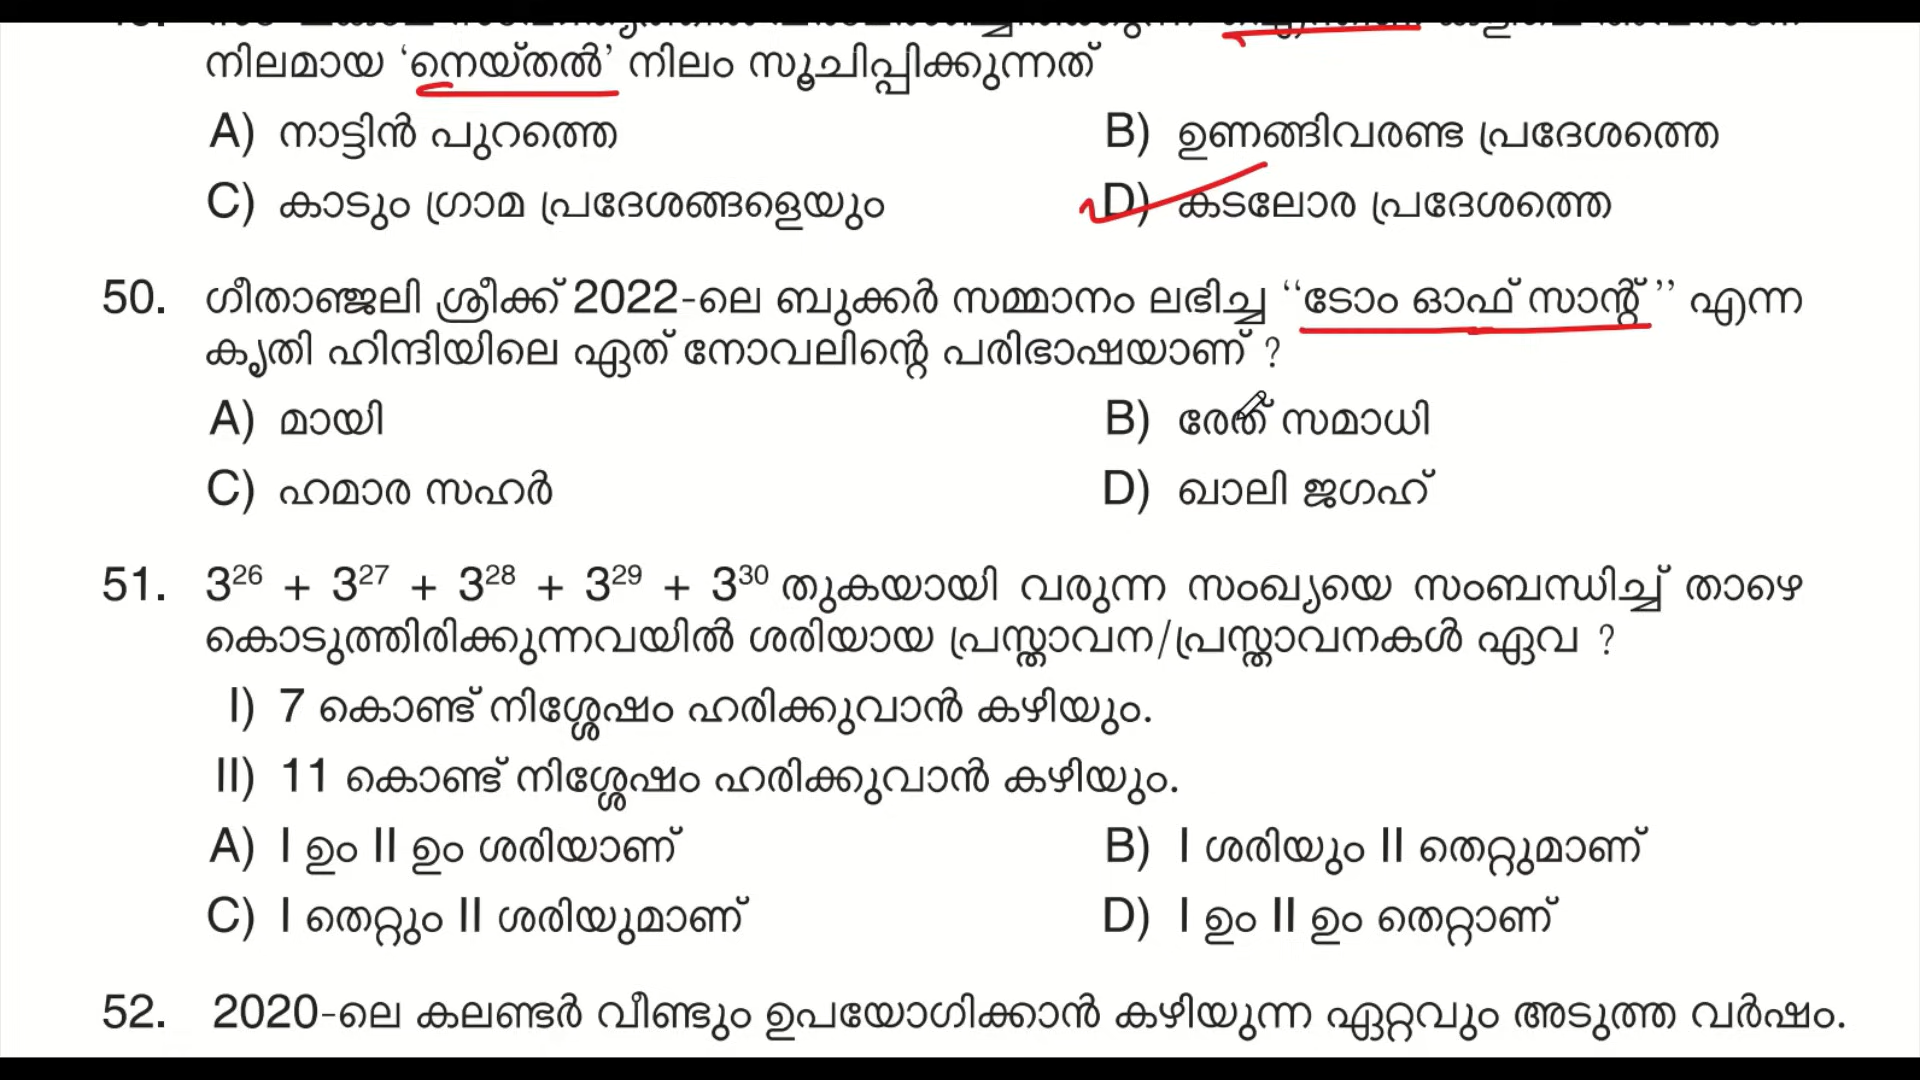 നിലമായ ‘നെയ്തൽ’ നിലം സൂചിപ്പിക്കുന്നത്
A) നാട്ടിൻ പുറത്തെ
B) ഉണങ്ങിവരണ്ട പ്രദേശത്തെ
C) കാടും ഗ്രാമ പ്രദേശങ്ങളെയും
D) കടലോര പ്രദേശത്തെ
50. ഗീതാഞ്ജലി ശ്രീക്ക് 2022-ലെ ബുക്കർ സമ്മാനം ലഭിച്ച ‘‘ടോം ഓഫ് സാന്റ് ’’ എന്ന
കൃതി ഹിന്ദിയിലെ ഏത് നോവലിന്റെ പരിഭാഷയാണ് ?
A) മായി
B) രേത് സമാധി
C) ഹമാര സഹർ
D) ഖാലി ജഗഹ്
51. 3²⁶ + 3²⁷ + 3²⁸ + 3²⁹ + 3³⁰ തുകയായി വരുന്ന സംഖ്യയെ സംബന്ധിച്ച് താഴെ
കൊടുത്തിരിക്കുന്നവയിൽ ശരിയായ പ്രസ്താവന/പ്രസ്താവനകൾ ഏവ ?
I) 7 കൊണ്ട് നിശ്ശേഷം ഹരിക്കുവാൻ കഴിയും.
II) 11 കൊണ്ട് നിശ്ശേഷം ഹരിക്കുവാൻ കഴിയും.
A) I ഉം II ഉം ശരിയാണ്
B) I ശരിയും II തെറ്റുമാണ്
C) I തെറ്റും II ശരിയുമാണ്
D) I ഉം II ഉം തെറ്റാണ്
52. 2020-ലെ കലണ്ടർ വീണ്ടും ഉപയോഗിക്കാൻ കഴിയുന്ന ഏറ്റവും അടുത്ത വർഷം.